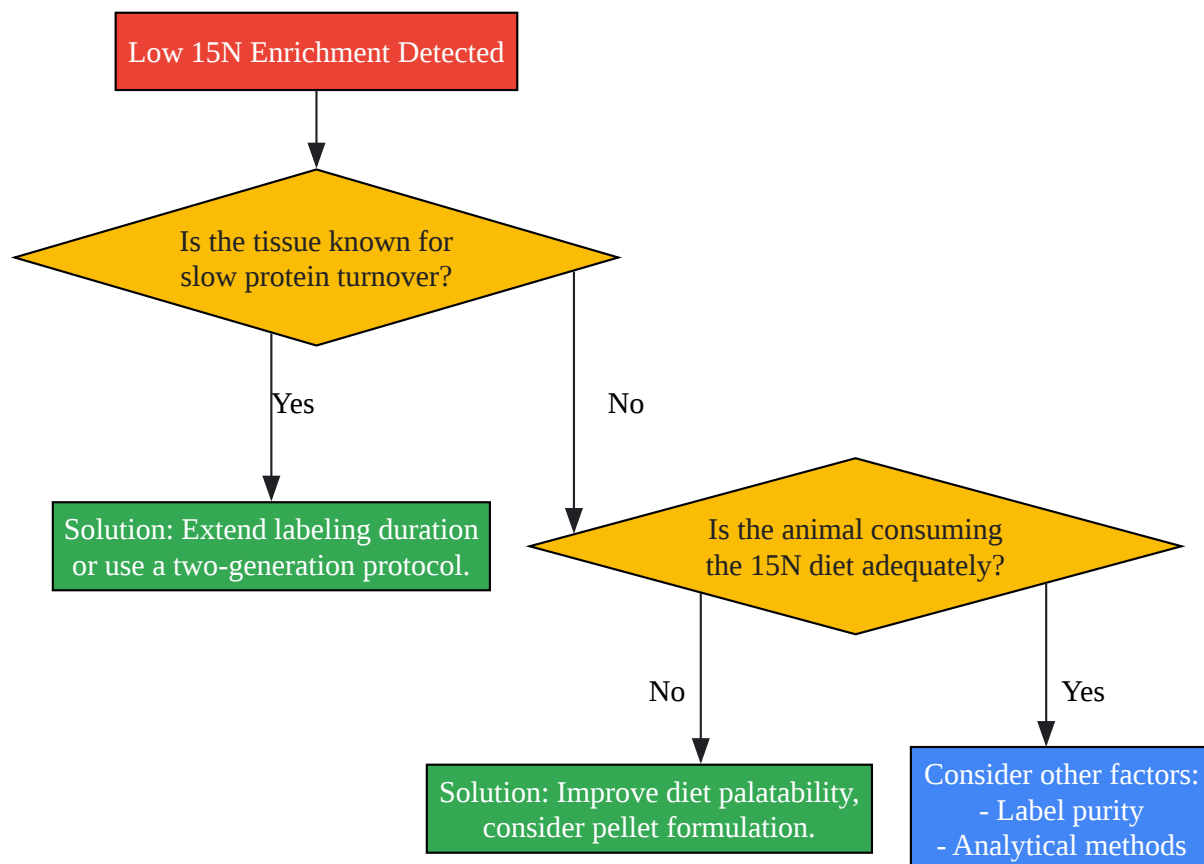 Low 15N Enrichment Detected
Is the tissue known for
slow protein turnover?
Yes
No
Solution: Extend labeling duration
or use a two-generation protocol.
Is the animal consuming
the 15N diet adequately?
No
Yes
Solution: Improve diet palatability,
consider pellet formulation.
Consider other factors:
- Label purity
- Analytical methods